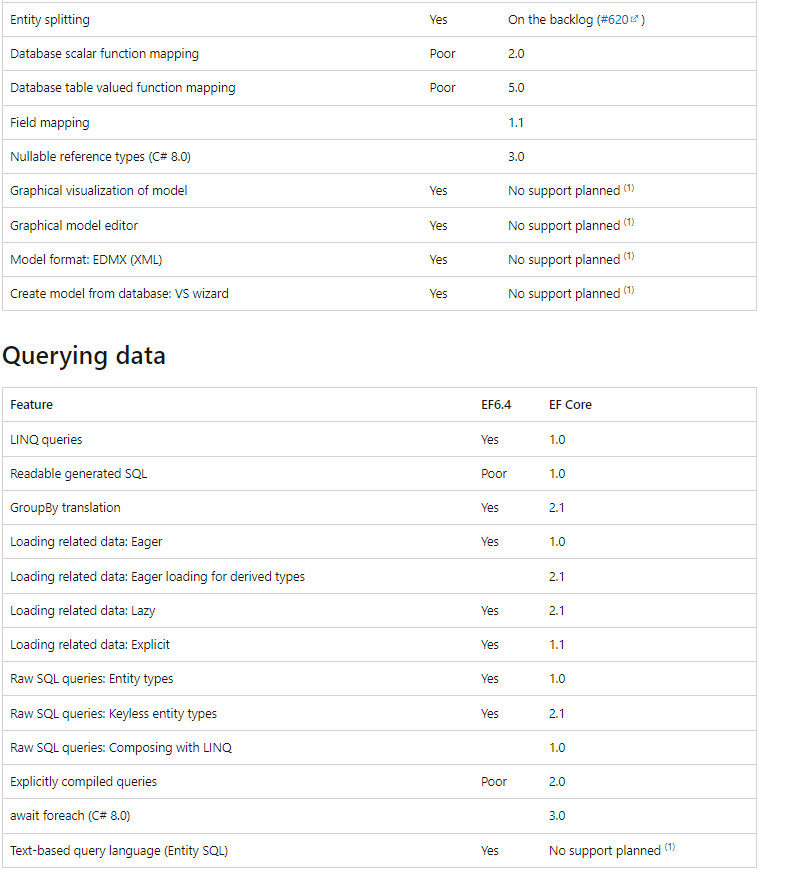 Entity splitting Yes On the backlog (#620 )
Database scalar function mapping Poor 2.0
Database table valued function mapping Poor 5.0
Field mapping 1.1
Nullable reference types (C# 8.0) 3.0
Graphical visualization of model Yes No support planned (1)
Graphical model editor Yes No support planned (1)
Model format: EDMX (XML) Yes No support planned (1)
Create model from database: VS wizard Yes No support planned (1)
Querying data
Feature EF6.4 EF Core
LINQ queries Yes 1.0
Readable generated SQL Poor 1.0
GroupBy translation Yes 2.1
Loading related data: Eager Yes 1.0
Loading related data: Eager loading for derived types 2.1
Loading related data: Lazy Yes 2.1
Loading related data: Explicit Yes 1.1
Raw SQL queries: Entity types Yes 1.0
Raw SQL queries: Keyless entity types Yes 2.1
Raw SQL queries: Composing with LINQ 1.0
Explicitly compiled queries Poor 2.0
await foreach (C# 8.0) 3.0
Text-based query language (Entity SQL) Yes No support planned (1)